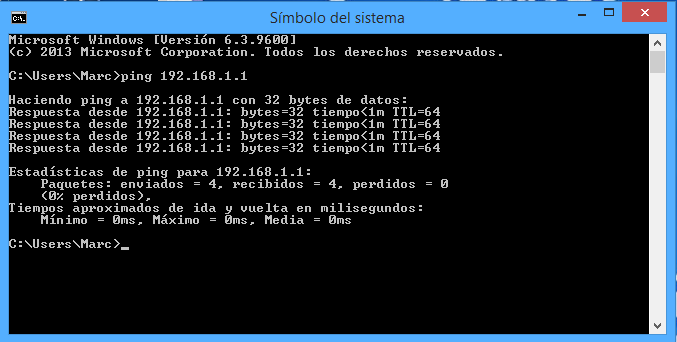 Símbolo del sistema
Microsoft Windows [Versión 6.3.9600]
(c) 2013 Microsoft Corporation. Todos los derechos reservados.
C:\Users\Marc>ping 192.168.1.1
Haciendo ping a 192.168.1.1 con 32 bytes de datos:
Respuesta desde 192.168.1.1: bytes=32 tiempo<1m TTL=64
Respuesta desde 192.168.1.1: bytes=32 tiempo<1m TTL=64
Respuesta desde 192.168.1.1: bytes=32 tiempo<1m TTL=64
Respuesta desde 192.168.1.1: bytes=32 tiempo<1m TTL=64
Estadísticas de ping para 192.168.1.1:
    Paquetes: enviados = 4, recibidos = 4, perdidos = 0
    (0% perdidos),
Tiempos aproximados de ida y vuelta en milisegundos:
    Mínimo = 0ms, Máximo = 0ms, Media = 0ms
C:\Users\Marc>_